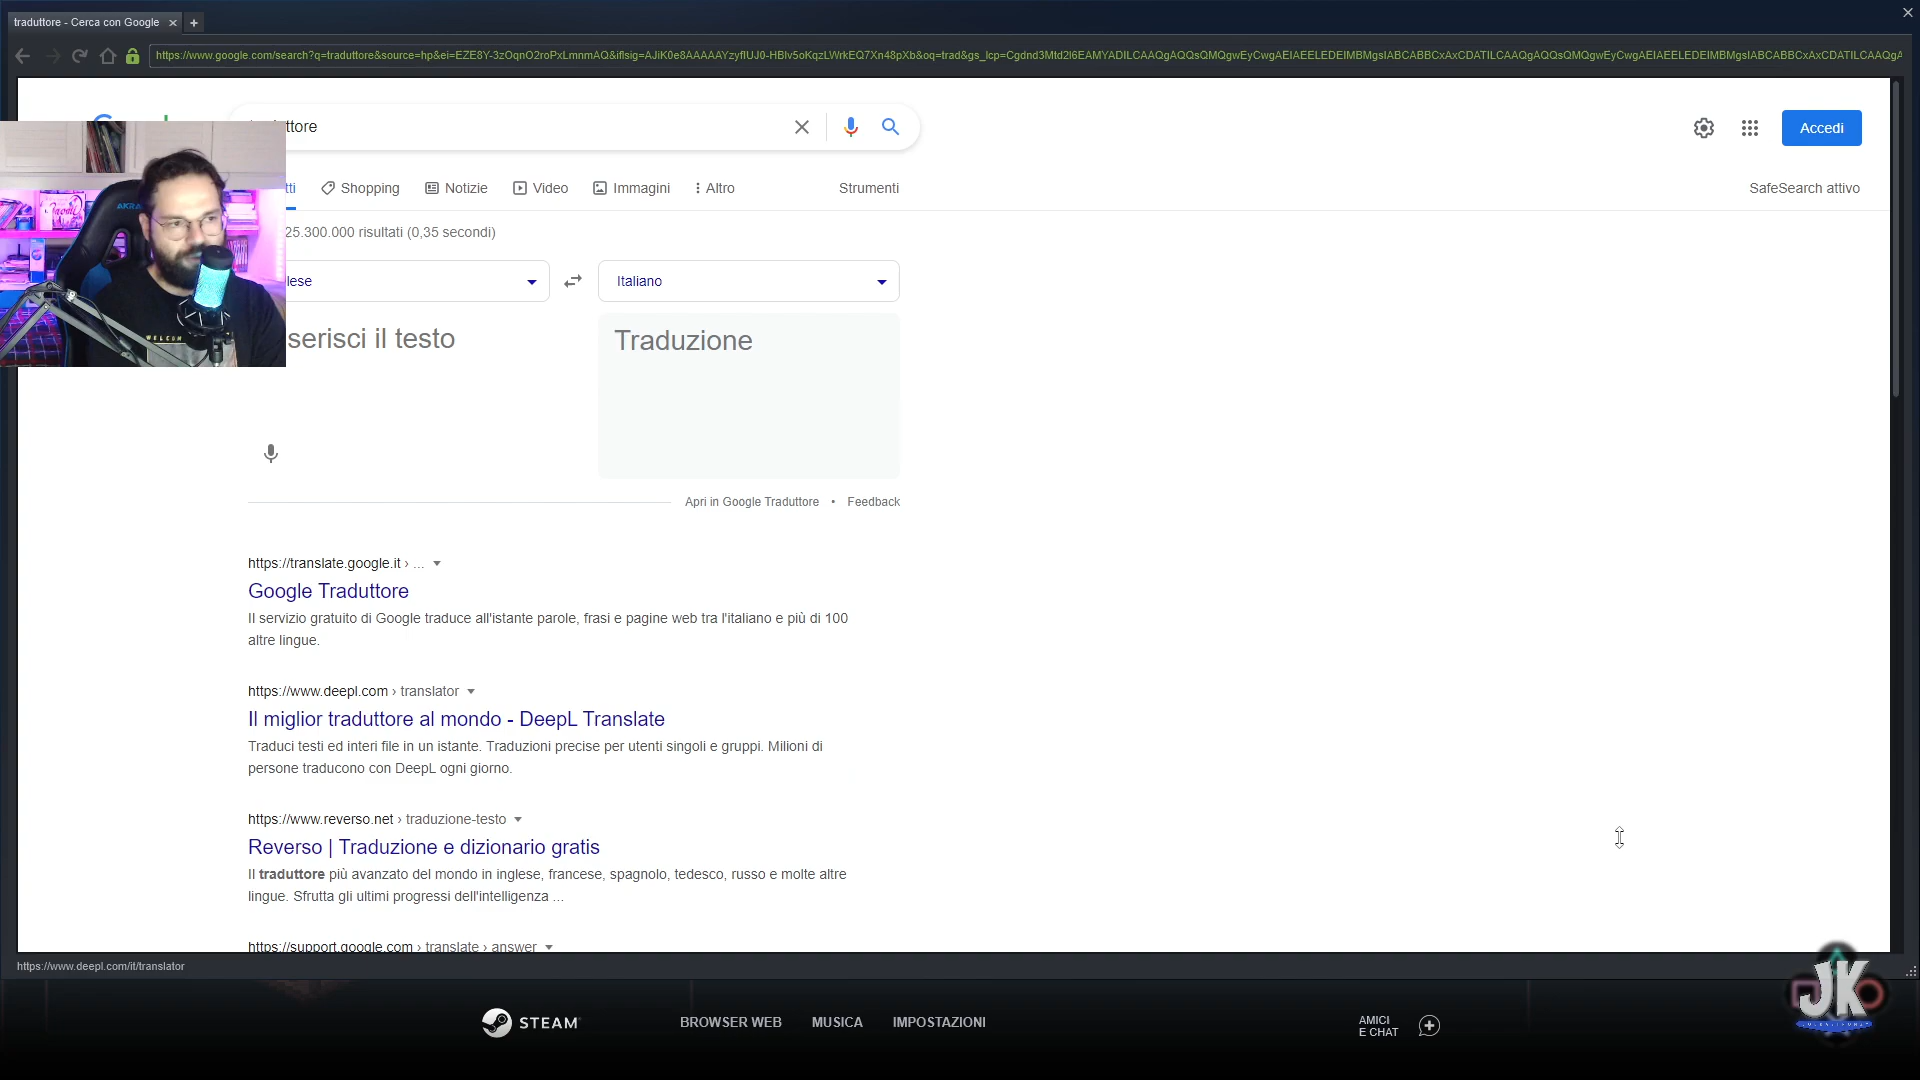 traduttore - Cerca con Google
https://www.google.com/search?q=traduttore&source=hp&ei=EZE8Y-3zOqnO2roPxLmnmAQ&iflsig=AJiK0e8AAAAAYzyflUJ0-HBlv5oKqzLWrkEQ7Xn48pXb&oq=trad&gs_lcp=Cgdnd3Mtd2l6EAMYADILCAAQgAQQsQMQgwEyCwgAEIAEELEDEIMBMgsIABCABBCxAxCDATILCAAQgAQQsQMQgwEyCwgAEIAEELEDEIMBMgsIABCABBCxAxCDATILCAAQgA
ttore
Accedi
tti
Shopping
Notizie
Video
Immagini
Altro
Strumenti
SafeSearch attivo
25.300.000 risultati (0,35 secondi)
lese
Italiano
serisci il testo
Traduzione
Apri in Google Traduttore • Feedback
https://translate.google.it › ...
Google Traduttore
Il servizio gratuito di Google traduce all'istante parole, frasi e pagine web tra l'italiano e più di 100
altre lingue.
https://www.deepl.com › translator
Il miglior traduttore al mondo - DeepL Translate
Traduci testi ed interi file in un istante. Traduzioni precise per utenti singoli e gruppi. Milioni di
persone traducono con DeepL ogni giorno.
https://www.reverso.net › traduzione-testo
Reverso | Traduzione e dizionario gratis
Il traduttore più avanzato del mondo in inglese, francese, spagnolo, tedesco, russo e molte altre
lingue. Sfrutta gli ultimi progressi dell'intelligenza ...
https://support.google.com › translate › answer
https://www.deepl.com/it/translator
STEAM
BROWSER WEB
MUSICA
IMPOSTAZIONI
AMICI
E CHAT
JK